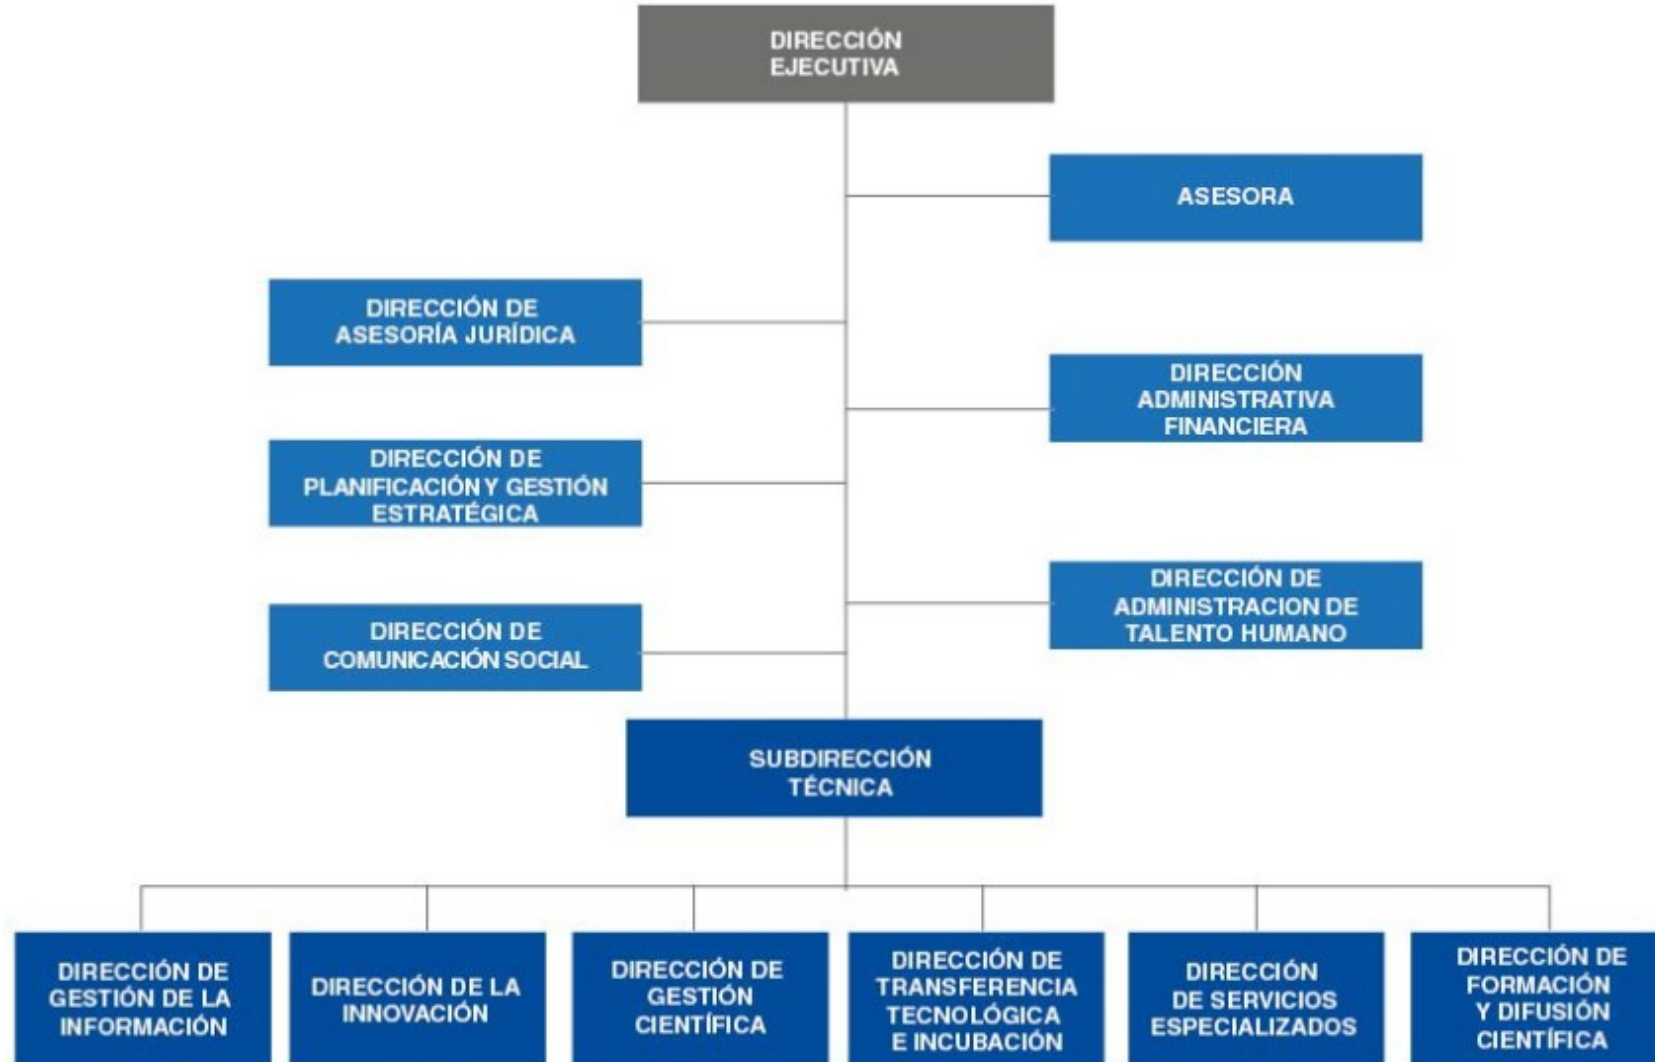 DIRECCIÓN
EJECUTIVA
ASESORA
DIRECCIÓN DE
ASESORÍA JURÍDICA
DIRECCIÓN
ADMINISTRATIVA
FINANCIERA
DIRECCIÓN DE
PLANIFICACIÓN Y GESTIÓN
ESTRATÉGICA
DIRECCIÓN DE
ADMINISTRACION DE
TALENTO HUMANO
DIRECCIÓN DE
COMUNICACIÓN SOCIAL
SUBDIRECCIÓN
TÉCNICA
DIRECCIÓN DE
GESTIÓN DE LA
INFORMACIÓN
DIRECCIÓN DE LA
INNOVACIÓN
DIRECCIÓN DE
GESTIÓN
CIENTÍFICA
DIRECCIÓN DE
TRANSFERENCIA
TECNOLÓGICA
E INCUBACIÓN
DIRECCIÓN
DE SERVICIOS
ESPECIALIZADOS
DIRECCIÓN DE
FORMACIÓN
Y DIFUSIÓN
CIENTÍFICA